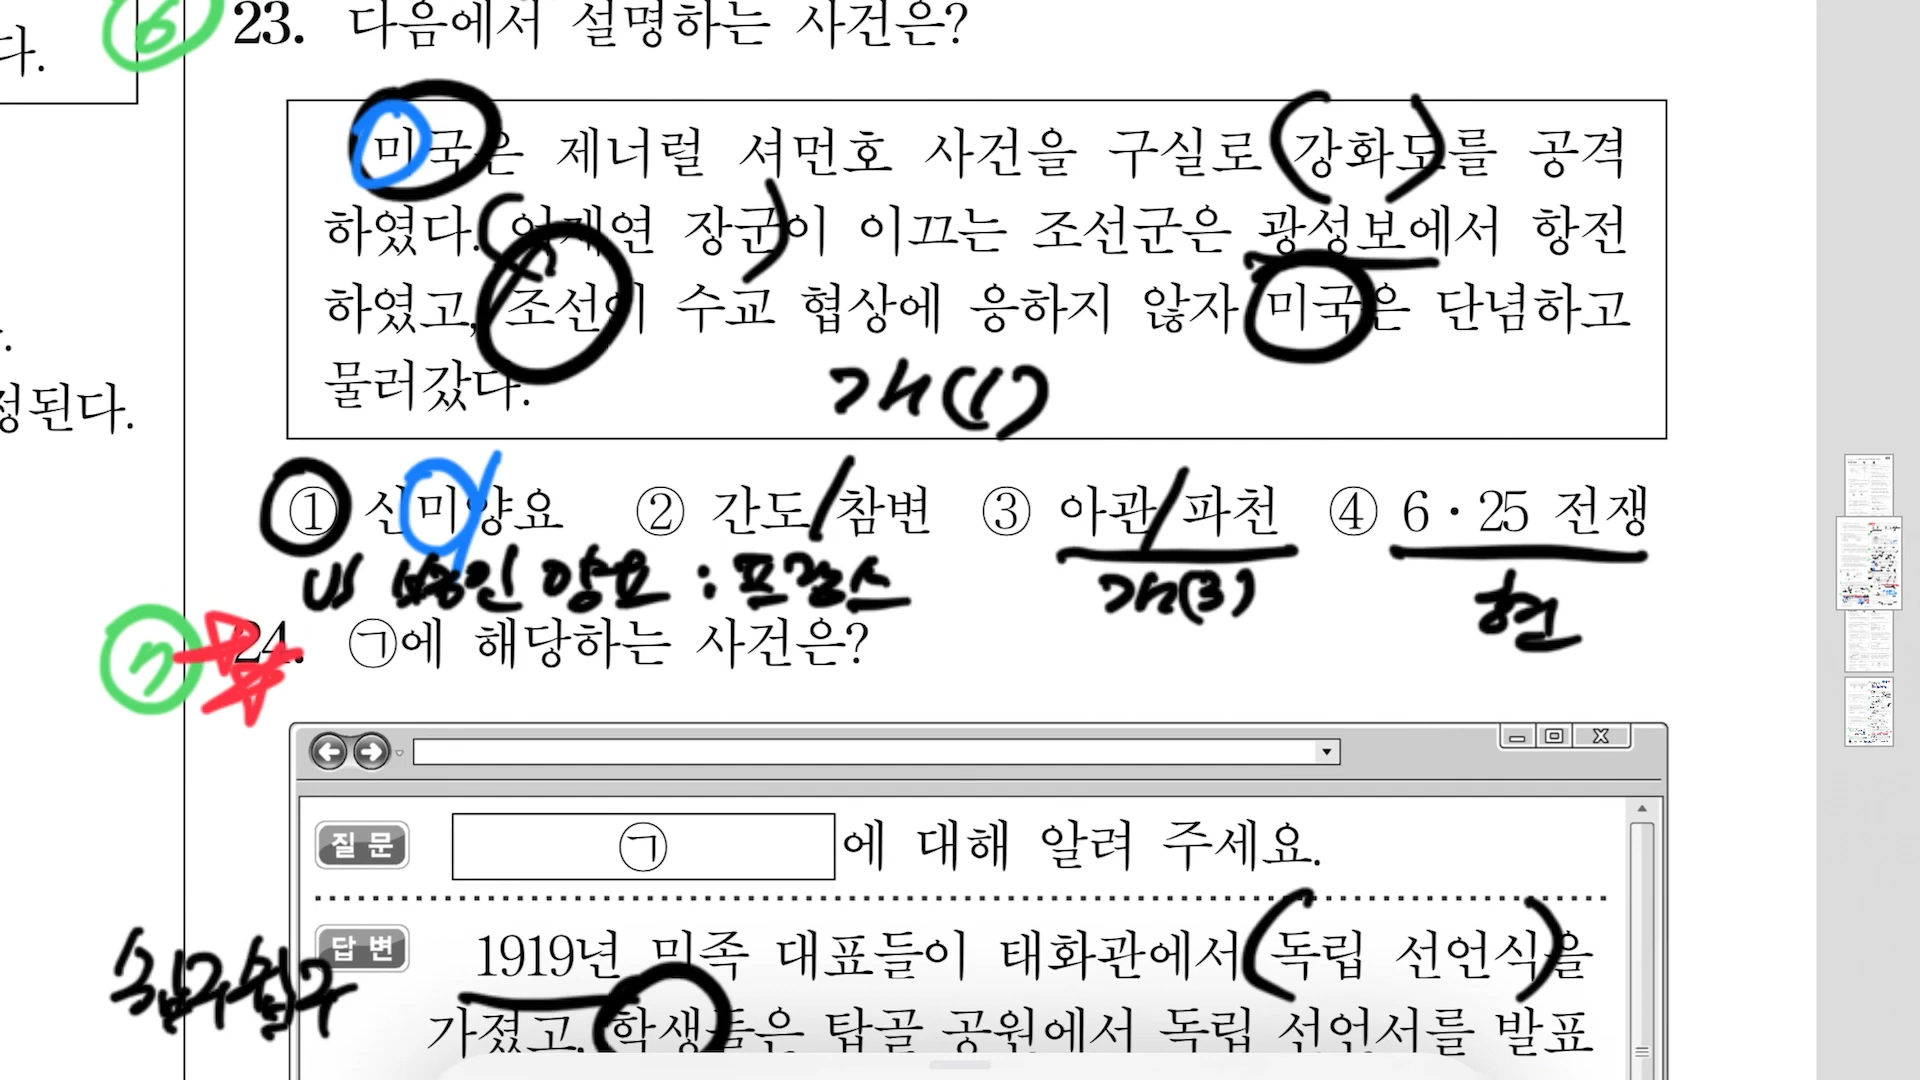 다.
6
23. 다음에서 설명하는 사건은?
미국은 제너럴 셔먼호 사건을 구실로 강화도를 공격
하였다. 어재연 장군이 이끄는 조선군은 광성보에서 항전
하였고, 조선이 수교 협상에 응하지 않자 미국은 단념하고
물러갔다.
개(1)
정된다.
① 신미양요 ② 간도 참변 ③ 아관 파천 ④ 6·25 전쟁
vs 병인양요 : 프랑스
개(3)
현
7
24. ㉠에 해당하는 사건은?
질문 ㉠에 대해 알려 주세요.
답변 1919년 민족 대표들이 태화관에서 독립 선언식을
가졌고, 학생들은 탑골 공원에서 독립 선언서를 발표